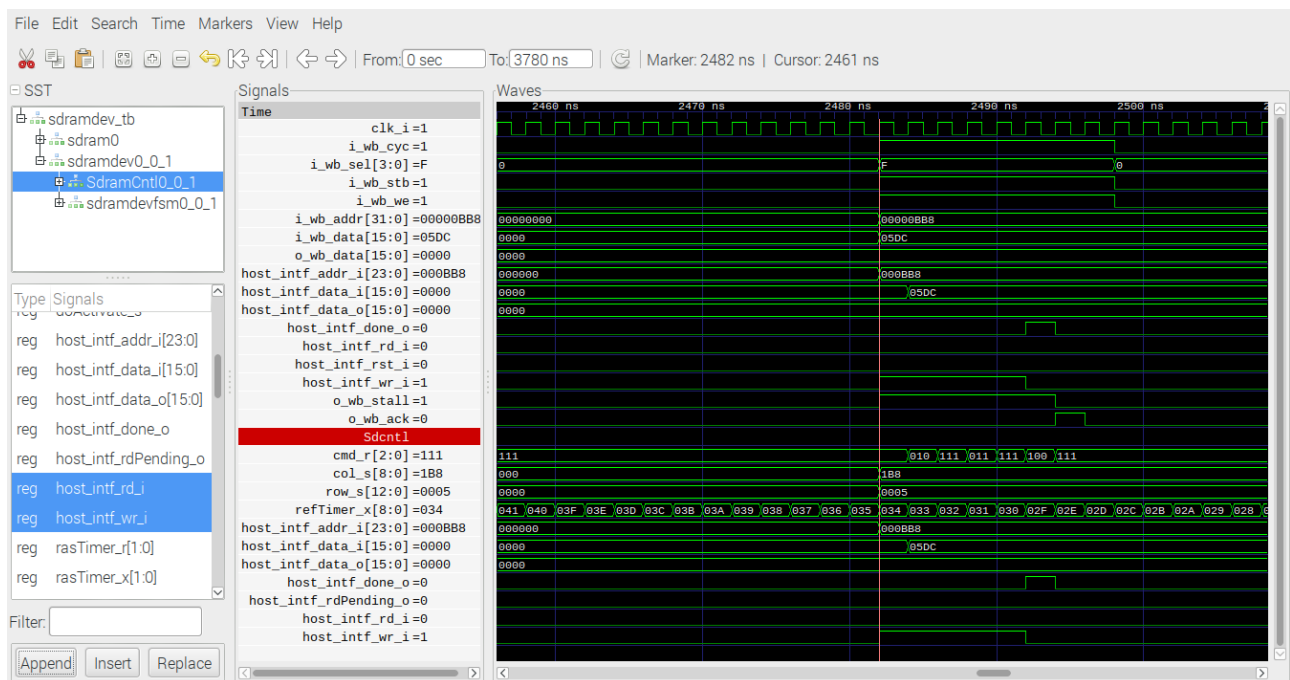 File Edit Search Time Markers View Help
From: 0 sec To: 3780 ns Marker: 2482 ns | Cursor: 2461 ns
SST
sdramdev_tb
sdram0
sdramdev0_0_1
SdramCntl0_0_1
sdramdevfsm0_0_1
Type Signals
reg host_intf_addr_i[23:0]
reg host_intf_data_i[15:0]
reg host_intf_data_o[15:0]
reg host_intf_done_o
reg host_intf_rdPending_o
reg host_intf_rd_i
reg host_intf_wr_i
reg rasTimer_r[1:0]
reg rasTimer_x[1:0]
Filter:
Append Insert Replace
Signals
Time
clk_i=1
i_wb_cyc=1
i_wb_sel[3:0]=F
i_wb_stb=1
i_wb_we=1
i_wb_addr[31:0]=00000BB8
i_wb_data[15:0]=05DC
o_wb_data[15:0]=0000
host_intf_addr_i[23:0]=000BB8
host_intf_data_i[15:0]=0000
host_intf_data_o[15:0]=0000
host_intf_done_o=0
host_intf_rd_i=0
host_intf_rst_i=0
host_intf_wr_i=1
o_wb_stall=1
o_wb_ack=0
Sdcntl
cmd_r[2:0]=111
col_s[8:0]=1B8
row_s[12:0]=0005
refTimer_x[8:0]=034
host_intf_addr_i[23:0]=000BB8
host_intf_data_i[15:0]=0000
host_intf_data_o[15:0]=0000
host_intf_done_o=0
host_intf_rdPending_o=0
host_intf_rd_i=0
host_intf_wr_i=1
Waves
2460 ns 2470 ns 2480 ns 2490 ns 2500 ns
0 F 0
00000000 00000BB8
0000 05DC
0000
000000 000BB8
0000 05DC
0000
111 010 111 011 111 100 111
000 1B8
0000 0005
041 040 03F 03E 03D 03C 03B 03A 039 038 037 036 035 034 033 032 031 030 02F 02E 02D 02C 02B 02A 029 028
000000 000BB8
0000 05DC
0000